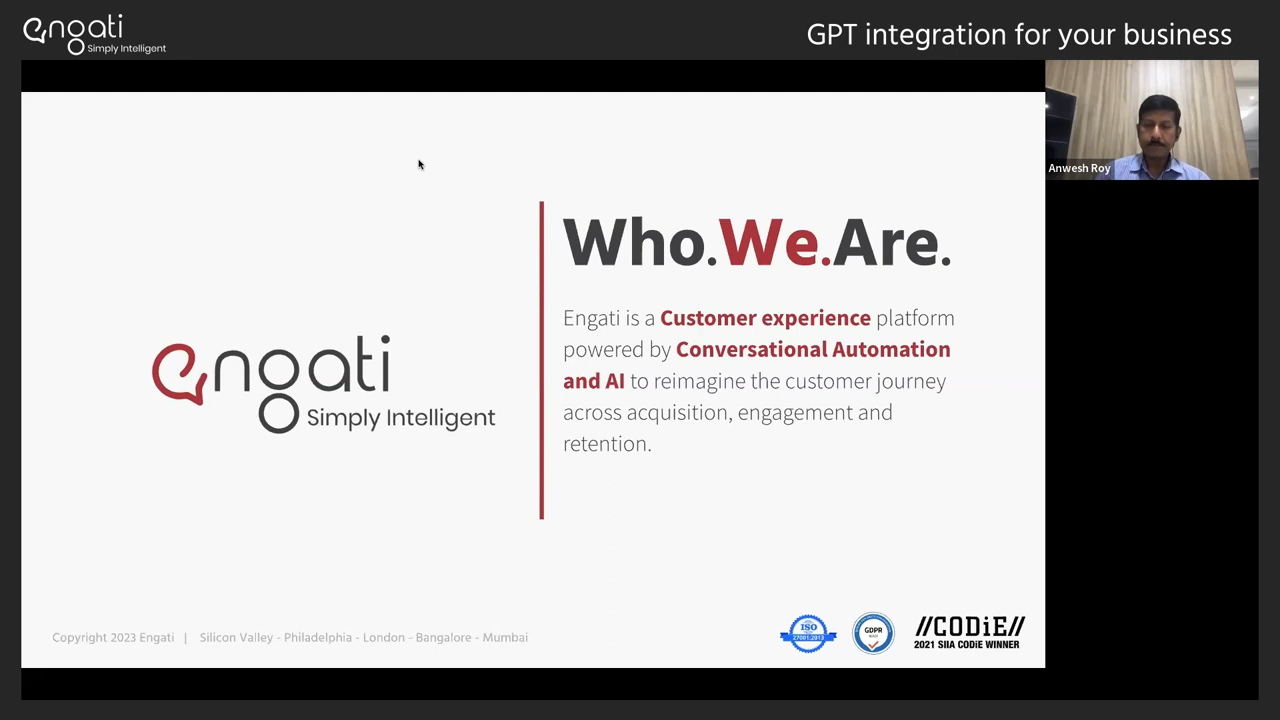 engati
Simply Intelligent
GPT integration for your business
Anwesh Roy
Who.We.Are.
Engati is a Customer experience platform
powered by Conversational Automation
and AI to reimagine the customer journey
across acquisition, engagement and
retention.
engati
Simply Intelligent
Copyright 2023 Engati | Silicon Valley - Philadelphia - London - Bangalore - Mumbai
ISO
27001:2013
GDPR
//CODiE//
2021 SIIA CODiE WINNER